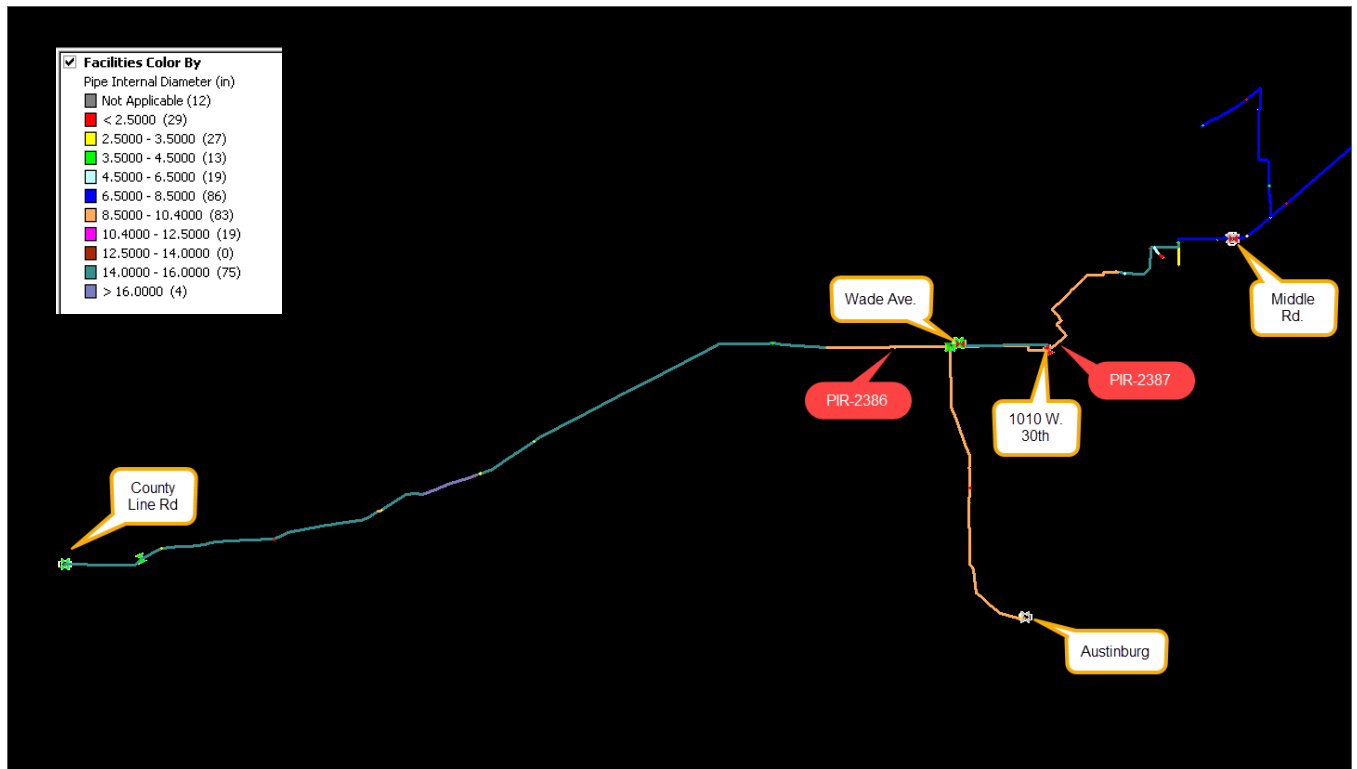 Facilities Color By
Pipe Internal Diameter (in)
Not Applicable (12)
< 2.5000 (29)
2.5000 - 3.5000 (27)
3.5000 - 4.5000 (13)
4.5000 - 6.5000 (19)
6.5000 - 8.5000 (86)
8.5000 - 10.4000 (83)
10.4000 - 12.5000 (19)
12.5000 - 14.0000 (0)
14.0000 - 16.0000 (75)
> 16.0000 (4)
Wade Ave.
Middle
Rd.
PIR-2386
PIR-2387
1010 W.
30th
County
Line Rd
Austinburg